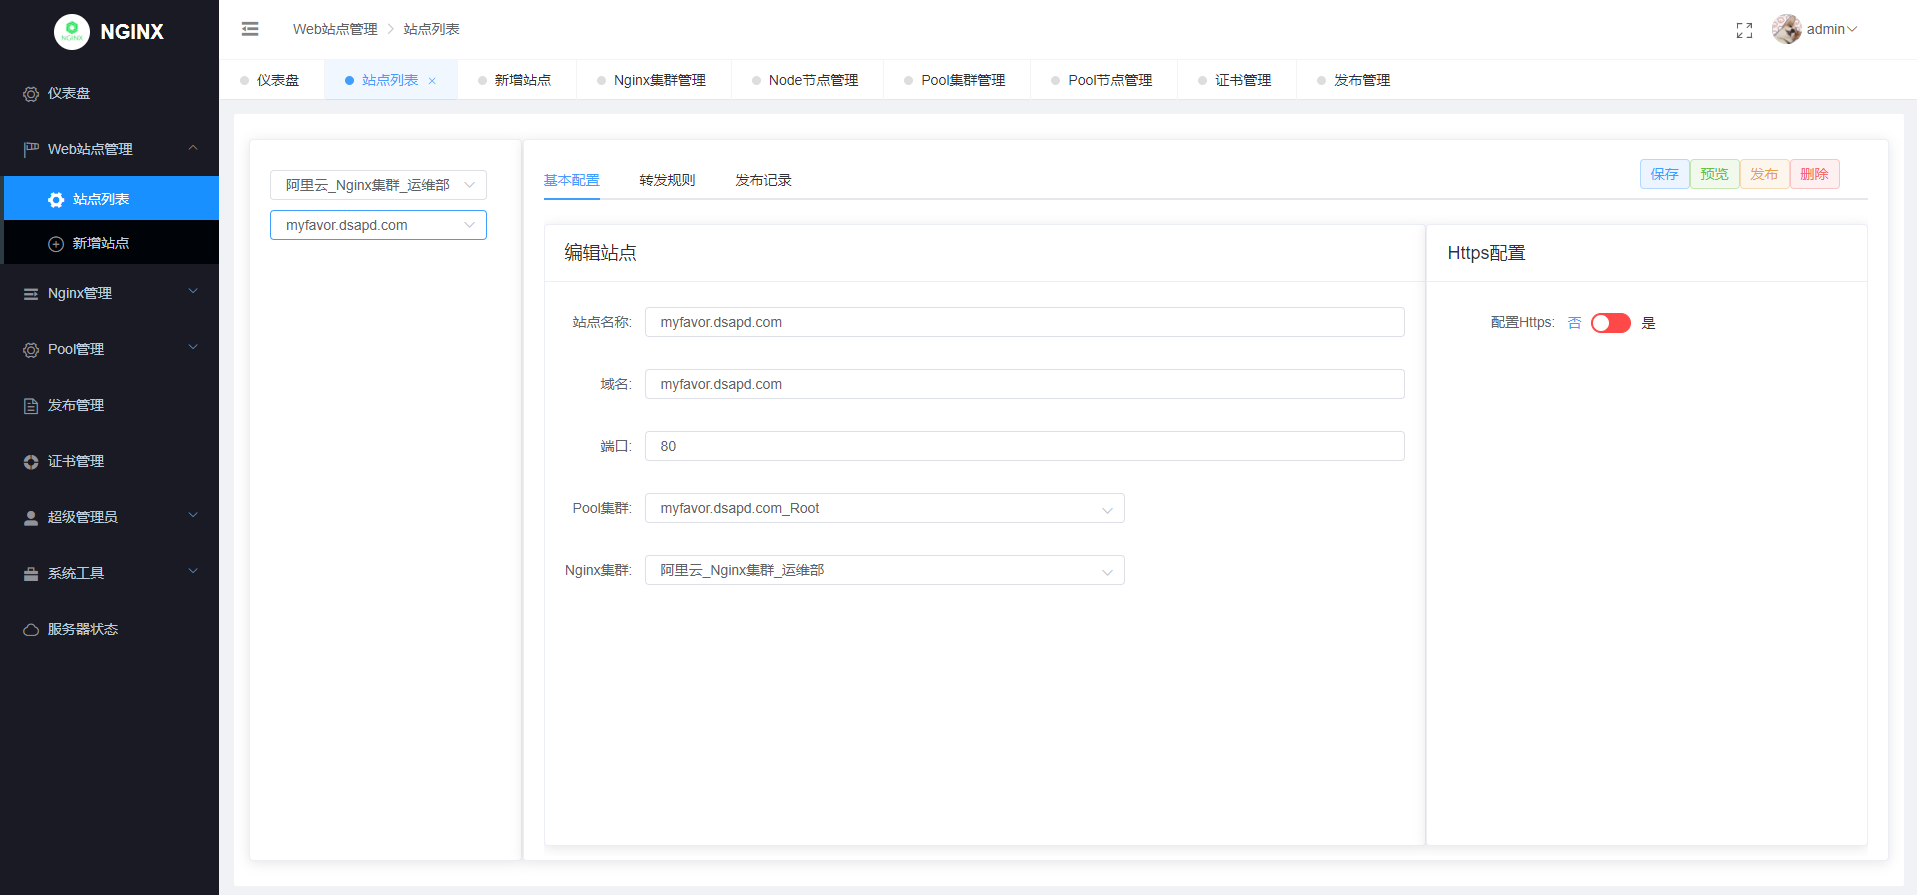 NGINX
仪表盘
Web站点管理
站点列表
新增站点
Nginx管理
Pool管理
发布管理
证书管理
超级管理员
系统工具
服务器状态
Web站点管理 > 站点列表
admin
仪表盘 站点列表 × 新增站点 Nginx集群管理 Node节点管理 Pool集群管理 Pool节点管理 证书管理 发布管理
阿里云_Nginx集群_运维部
myfavor.dsapd.com
基本配置 转发规则 发布记录
保存 预览 发布 删除
编辑站点
站点名称: myfavor.dsapd.com
域名: myfavor.dsapd.com
端口: 80
Pool集群: myfavor.dsapd.com_Root
Nginx集群: 阿里云_Nginx集群_运维部
Https配置
配置Https: 否 是